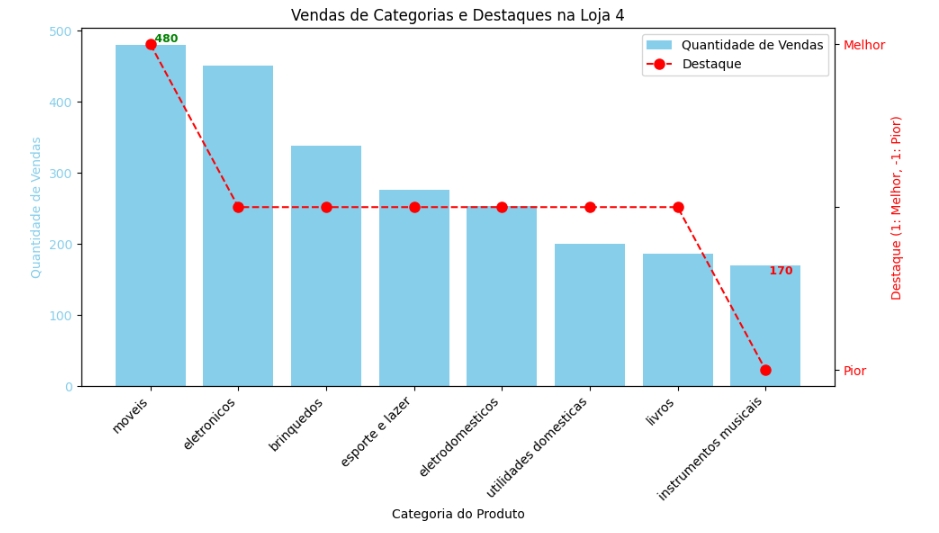 Vendas de Categorias e Destaques na Loja 4
Quantidade de Vendas
Destaque
500
400
300
200
100
0
Quantidade de Vendas
480
170
Melhor
Pior
Destaque (1: Melhor, -1: Pior)
moveis
eletronicos
brinquedos
esporte e lazer
eletrodomesticos
utilidades domesticas
livros
instrumentos musicais
Categoria do Produto